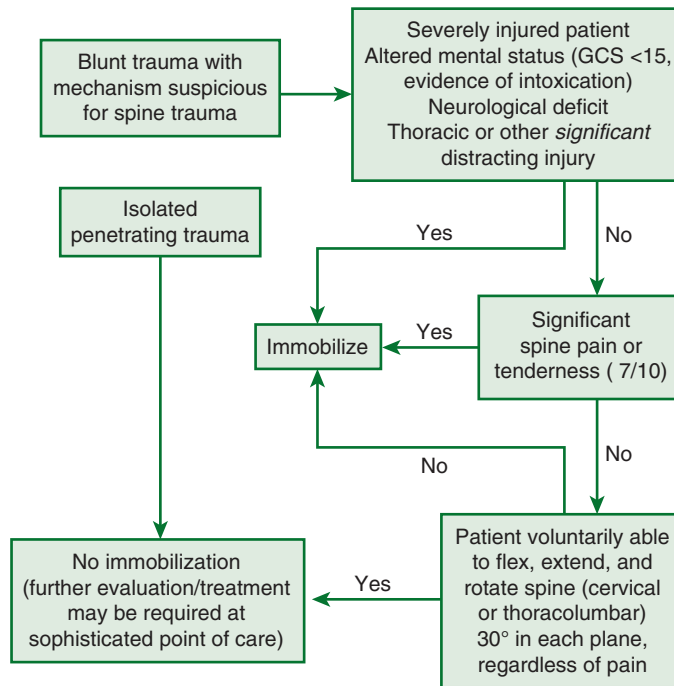 Blunt trauma with
mechanism suspicious
for spine trauma
Severely injured patient
Altered mental status (GCS <15,
evidence of intoxication)
Neurological deficit
Thoracic or other significant
distracting injury
Isolated
penetrating trauma
Yes
No
Immobilize
Yes
Significant
spine pain or
tenderness ( 7/10)
No
No
No immobilization
(further evaluation/treatment
may be required at
sophisticated point of care)
Yes
Patient voluntarily able
to flex, extend, and
rotate spine (cervical
or thoracolumbar)
30° in each plane,
regardless of pain